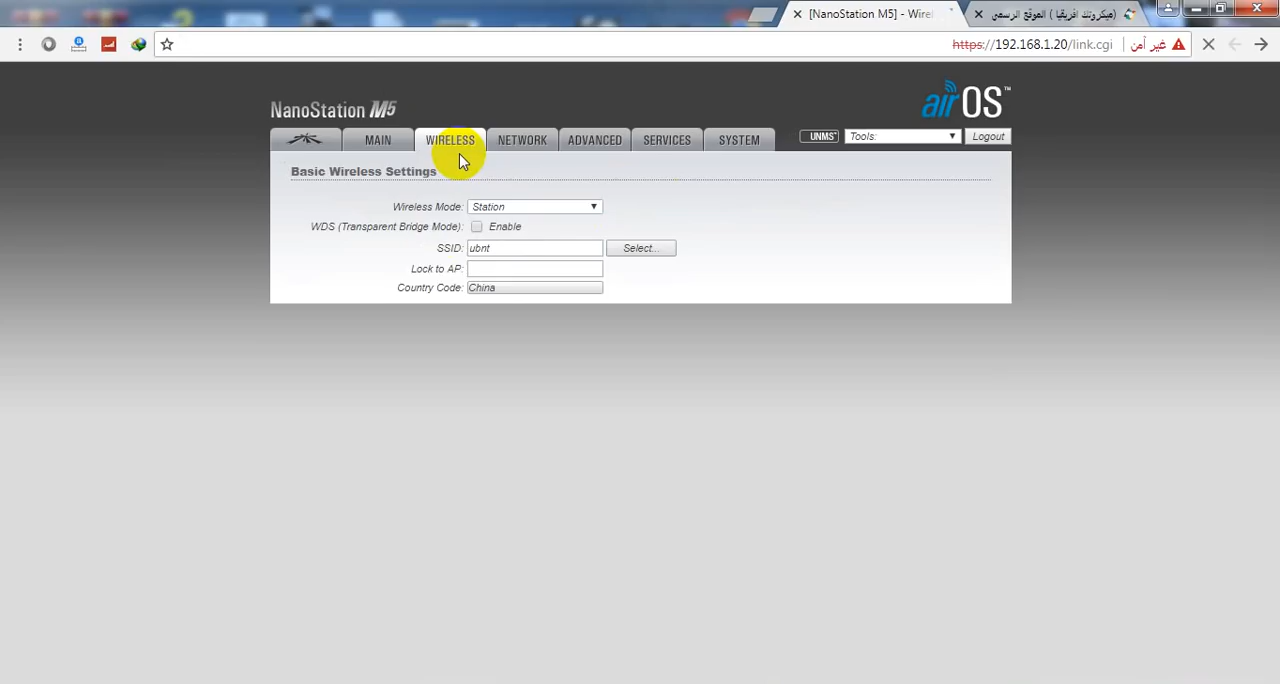 [NanoStation M5] - Wirel
(ميكروتك افريقيا ) الموقع الرسمي
https://192.168.1.20/link.cgi
غير آمن
NanoStation M5
airOS™
MAIN
WIRELESS
NETWORK
ADVANCED
SERVICES
SYSTEM
UNMS
Tools:
Logout
Basic Wireless Settings
Wireless Mode: Station
WDS (Transparent Bridge Mode): Enable
SSID: ubnt Select...
Lock to AP:
Country Code: China